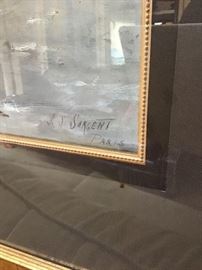 J. S. SARGENT
PARIS